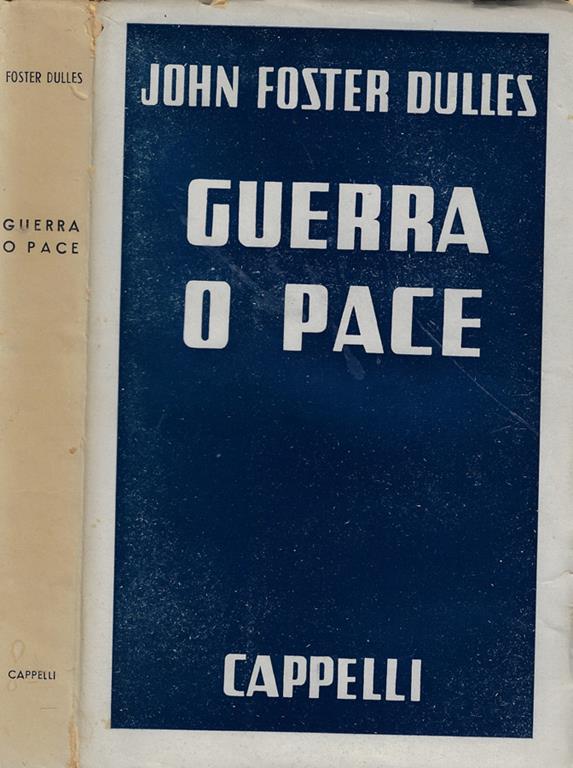 FOSTER DULLES
GUERRA
O PACE
CAPPELLI
JOHN FOSTER DULLES
GUERRA
O PACE
CAPPELLI